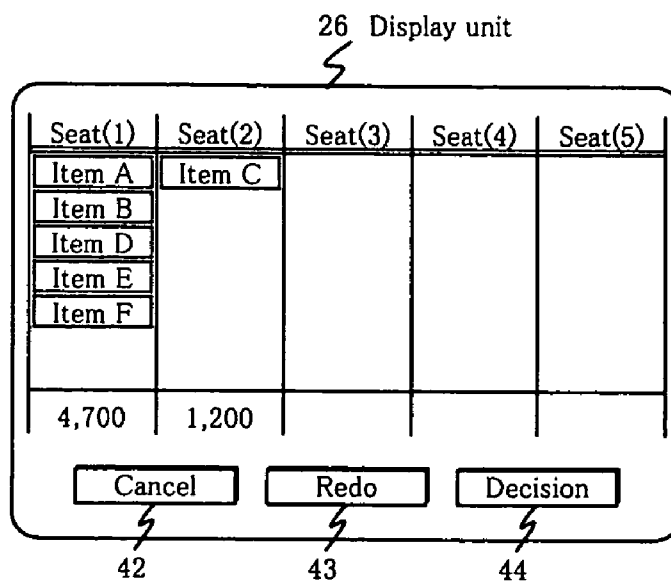 26 Display unit
Seat(1) Seat(2) Seat(3) Seat(4) Seat(5)
Item A Item C
Item B
Item D
Item E
Item F
4,700 1,200
Cancel Redo Decision
42 43 44